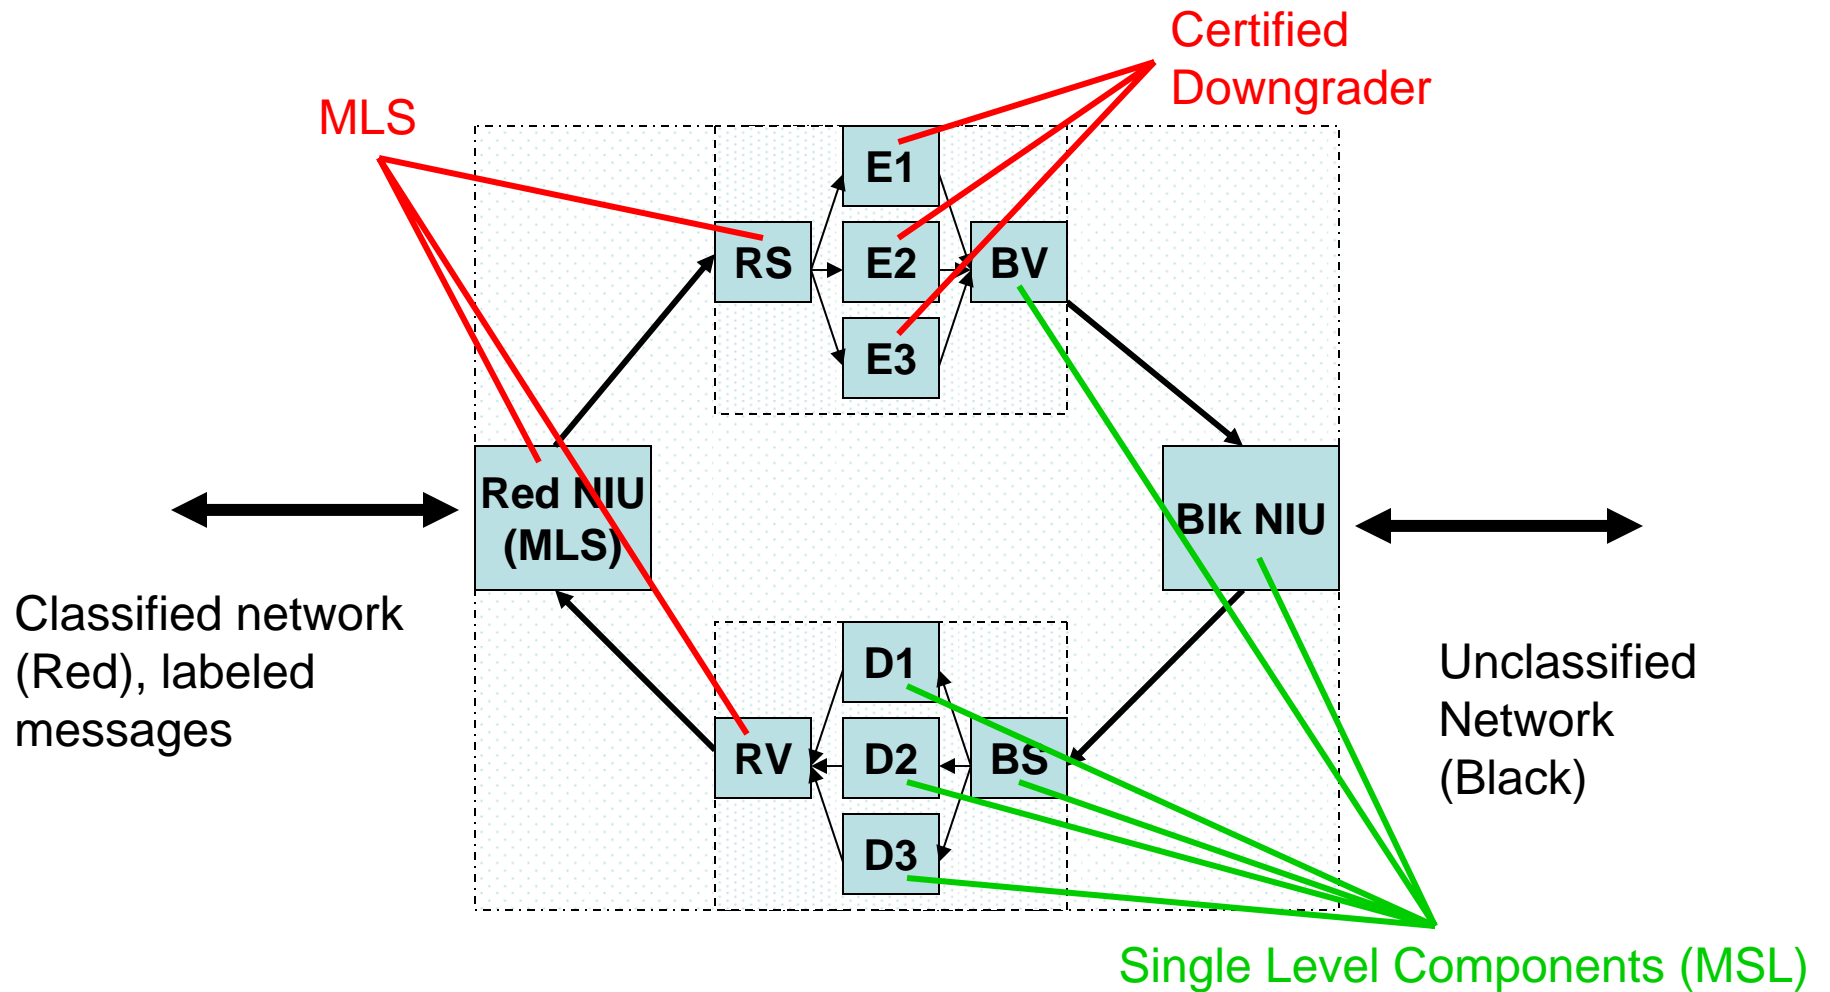 Certified
Downgrader
MLS
E1
RS
E2
BV
E3
Red NIU
(MLS)
Blk NIU
Classified network
(Red), labeled
messages
Unclassified
Network
(Black)
D1
RV
D2
BS
D3
Single Level Components (MSL)